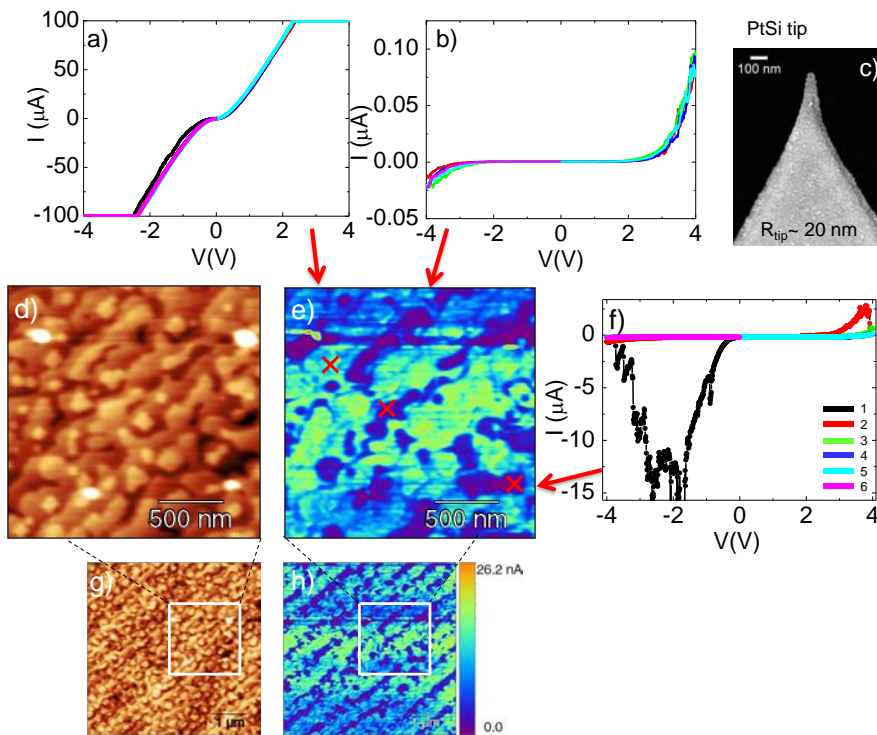 a)
I (μA)
100
50
0
-50
-100
-4
-2
0
2
4
V(V)
b)
I (μA)
0.10
0.05
0.00
-0.05
-4
-2
0
2
4
V(V)
PtSi tip
100 nm
c)
Rtip~ 20 nm
d)
500 nm
e)
500 nm
f)
I (μA)
0
-5
-10
-15
1
2
3
4
5
6
-4
-2
0
2
4
V(V)
g)
1 μm
h)
1 μm
26.2 nA
0.0